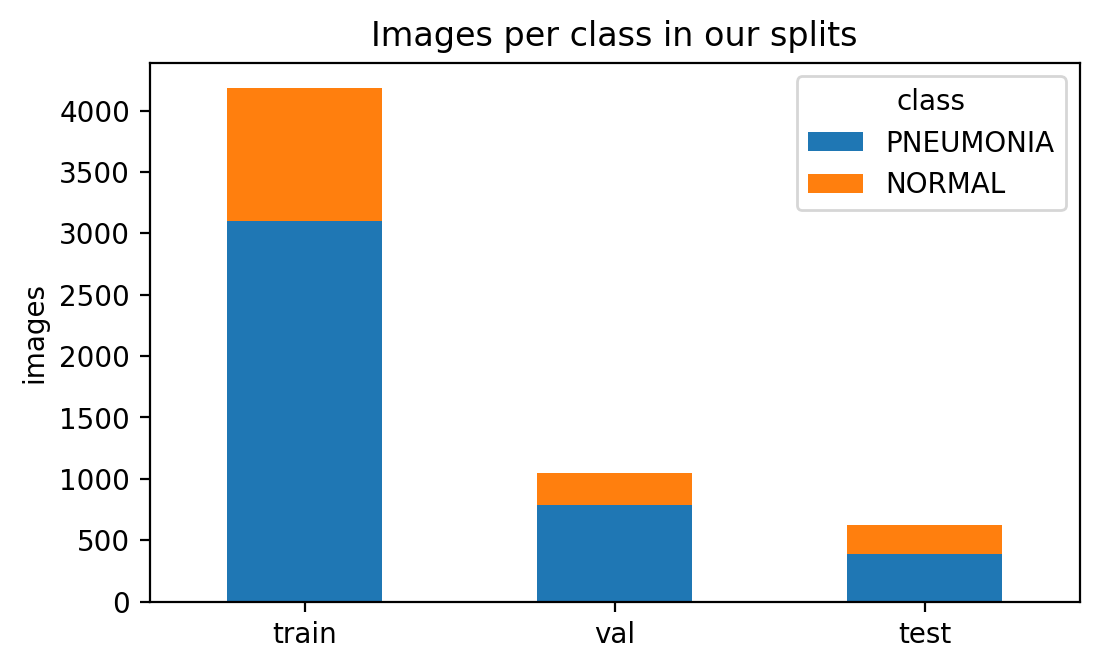 Images per class in our splits
class
PNEUMONIA
NORMAL
images
4000
3500
3000
2500
2000
1500
1000
500
0
train
val
test